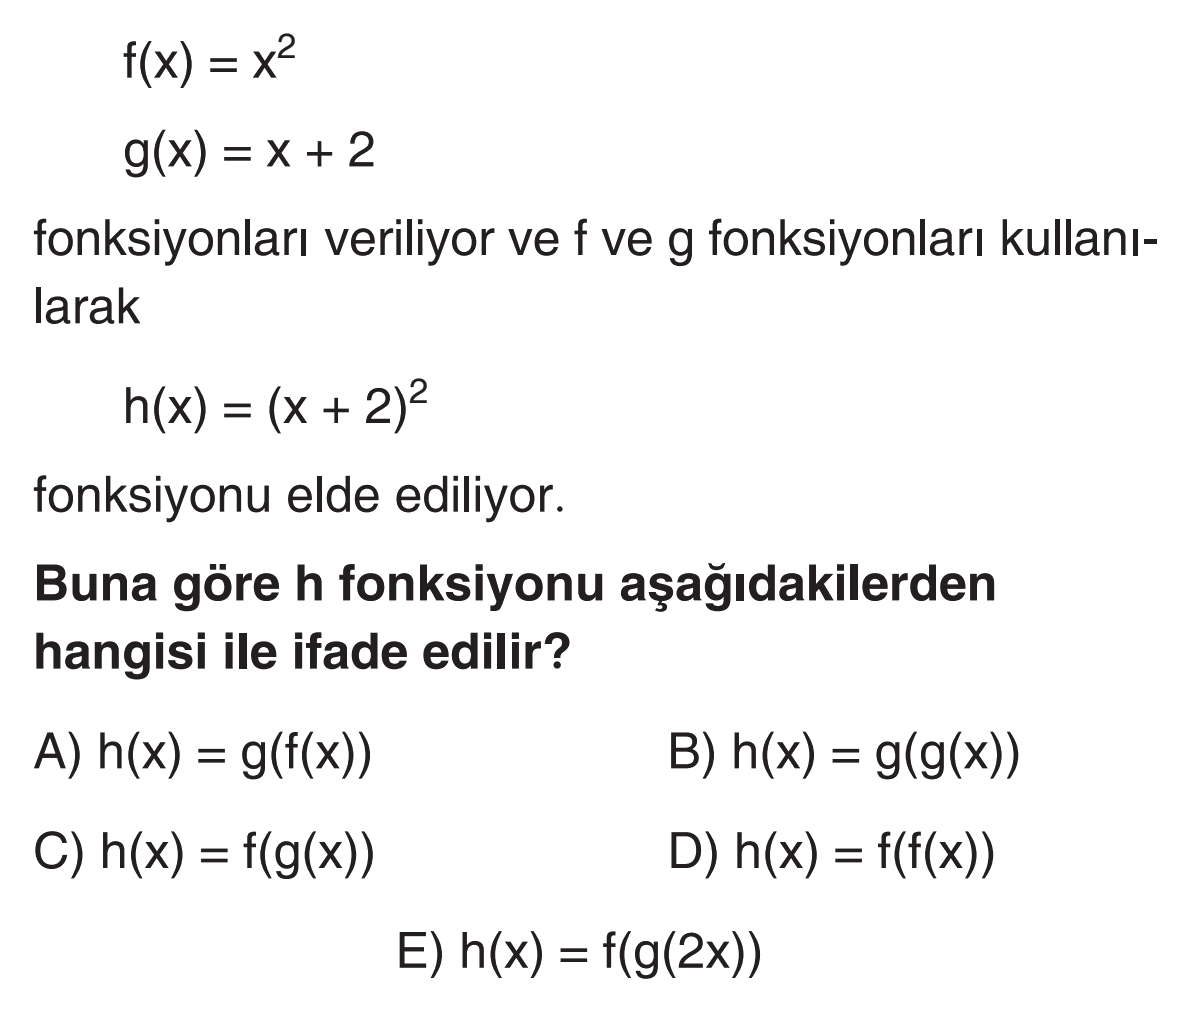 f(x) = x²
g(x) = x + 2
fonksiyonları veriliyor ve f ve g fonksiyonları kullanı-
larak
h(x) = (x + 2)²
fonksiyonu elde ediliyor.
Buna göre h fonksiyonu aşağıdakilerden
hangisi ile ifade edilir?
A) h(x) = g(f(x)) B) h(x) = g(g(x))
C) h(x) = f(g(x)) D) h(x) = f(f(x))
E) h(x) = f(g(2x))